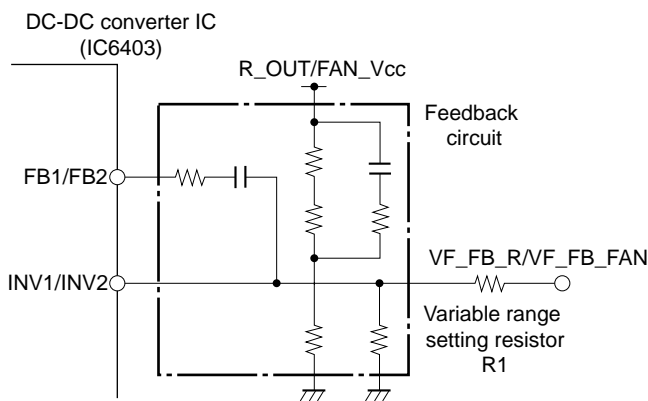 DC-DC converter IC
(IC6403)
R_OUT/FAN_Vcc
Feedback
circuit
FB1/FB2
VF_FB_R/VF_FB_FAN
INV1/INV2
Variable range
setting resistor
R1